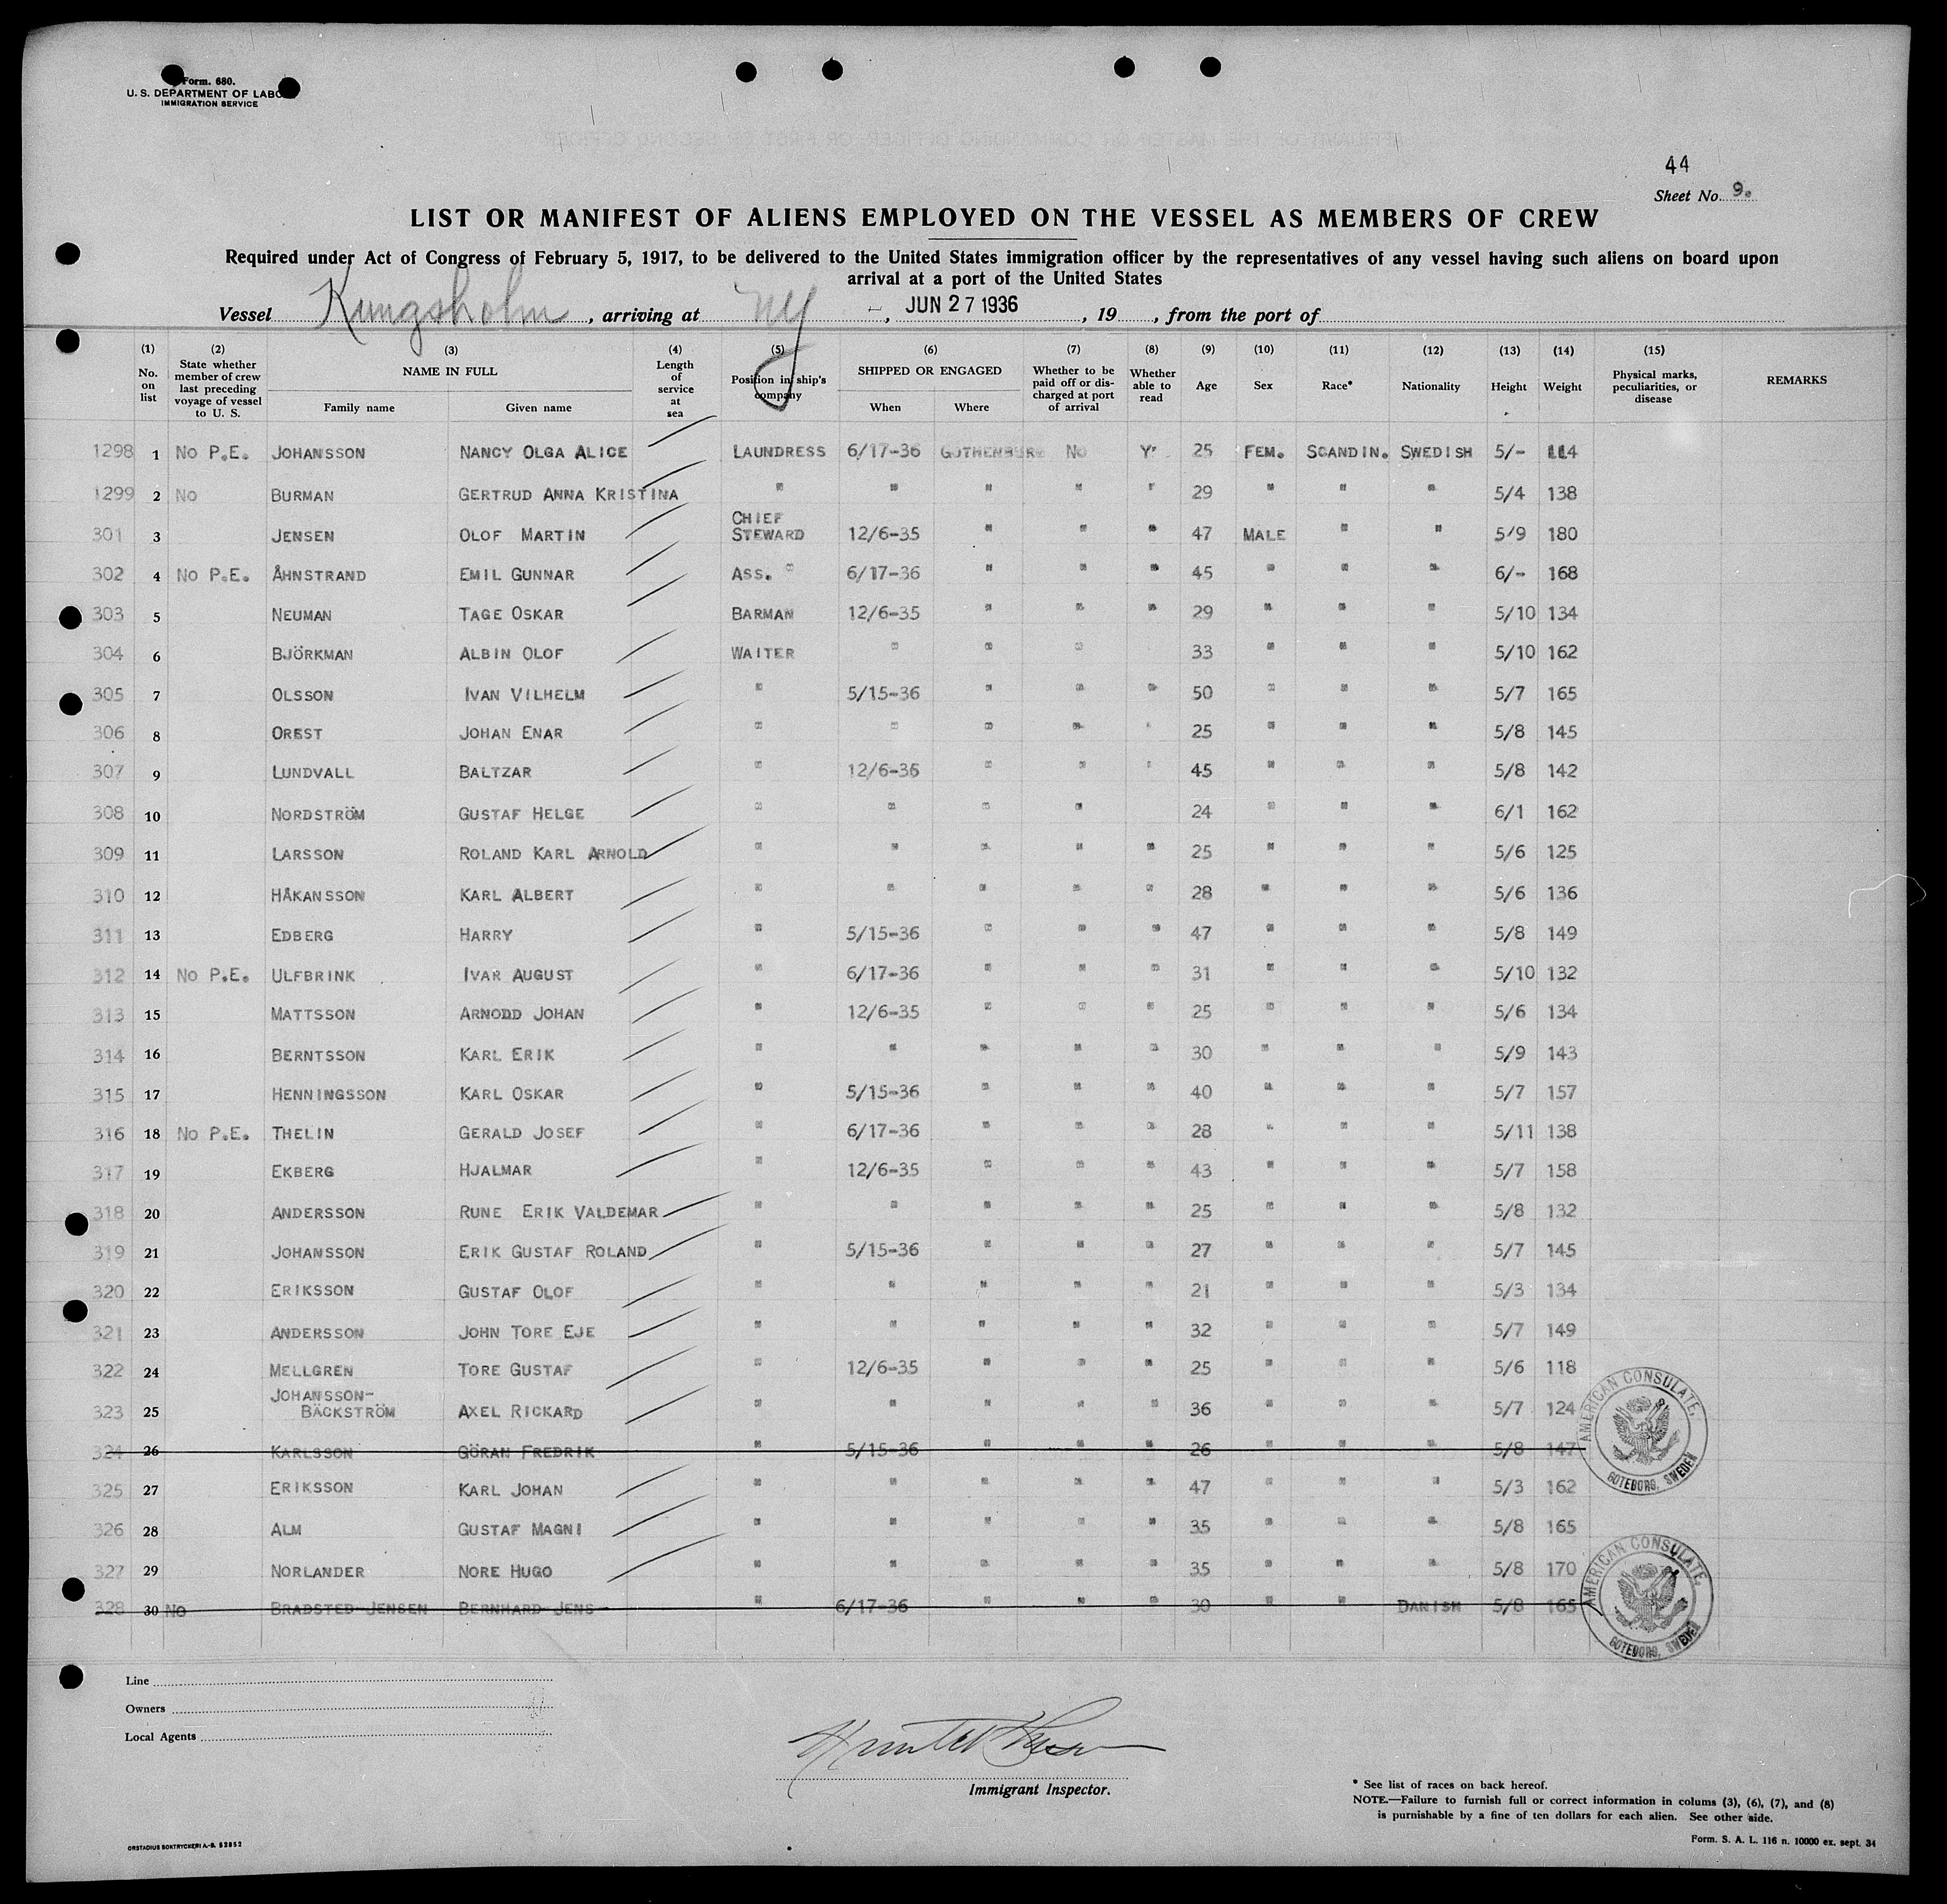 Form. 680.
U. S. DEPARTMENT OF LABO
IMMIGRATION SERVICE
44
Sheet No. 9.
LIST OR MANIFEST OF ALIENS EMPLOYED ON THE VESSEL AS MEMBERS OF CREW
Required under Act of Congress of February 5, 1917, to be delivered to the United States immigration officer by the representatives of any vessel having such aliens on board upon
arrival at a port of the United States
Vessel Kungsholm, arriving at NY, JUN 27 1936, 19 , from the port of
(1) No. on list (2) State whether member of crew last preceding voyage of vessel to U. S. (3) NAME IN FULL Family name Given name (4) Length of service at sea (5) Position in ship's company (6) SHIPPED OR ENGAGED When Where (7) Whether to be paid off or discharged at port of arrival (8) Whether able to read (9) Age (10) Sex (11) Race* (12) Nationality (13) Height (14) Weight (15) Physical marks, peculiarities, or disease REMARKS
1298 1 No P.E. JOHANSSON NANCY OLGA ALICE LAUNDRESS 6/17-36 GOTHENBURG No Y" 25 FEM. SCANDIN. SWEDISH 5/- 114
1299 2 No BURMAN GERTRUD ANNA KRISTINA " " " " " 29 " " " 5/4 138
301 3 JENSEN OLOF MARTIN CHIEF STEWARD 12/6-35 " " " 47 MALE " " 5/9 180
302 4 No P.E. ÅHNSTRAND EMIL GUNNAR ASS. " 6/17-36 " " " 45 " " " 6/- 168
303 5 NEUMAN TAGE OSKAR BARMAN 12/6-35 " " " 29 " " " 5/10 134
304 6 BJÖRKMAN ALBIN OLOF WAITER " " " 33 " " " 5/10 162
305 7 OLSSON IVAN VILHELM " 5/15-36 " " " 50 " " " 5/7 165
306 8 OREST JOHAN ENAR " " " " " 25 " " " 5/8 145
307 9 LUNDVALL BALTZAR " 12/6-36 " " " 45 " " " 5/8 142
308 10 NORDSTRÖM GUSTAF HELGE " " " " 24 " " " 6/1 162
309 11 LARSSON ROLAND KARL ARNOLD " " " " " 25 " " " 5/6 125
310 12 HÅKANSSON KARL ALBERT " " " " " 28 " " " 5/6 136
311 13 EDBERG HARRY " 5/15-36 " " " 47 " " " 5/8 149
312 14 No P.E. ULFBRINK IVAR AUGUST " 6/17-36 " " " 31 " " " 5/10 132
313 15 MATTSSON ARNODD JOHAN " 12/6-35 " " " 25 " " " 5/6 134
314 16 BERNTSSON KARL ERIK " " " " " 30 " " " 5/9 143
315 17 HENNINGSSON KARL OSKAR " 5/15-36 " " " 40 " " " 5/7 157
316 18 No P.E. THELIN GERALD JOSEF " 6/17-36 " " " 28 " " " 5/11 138
317 19 EKBERG HJALMAR " 12/6-35 " " " 43 " " " 5/7 158
318 20 ANDERSSON RUNE ERIK VALDEMAR " " " " " 25 " " " 5/8 132
319 21 JOHANSSON ERIK GUSTAF ROLAND " 5/15-36 " " " 27 " " " 5/7 145
320 22 ERIKSSON GUSTAF OLOF " " " " " 21 " " " 5/3 134
321 23 ANDERSSON JOHN TORE EJE " " " " " 32 " " " 5/7 149
322 24 MELLGREN TORE GUSTAF " 12/6-35 " " " 25 " " " 5/6 118
323 25 JOHANSSON-BÄCKSTRÖM AXEL RICKARD " " " " " 36 " " " 5/7 124
324 26 KARLSSON GÖRAN FREDRIK " 5/15-36 " " " 26 " " " 5/8 147
325 27 ERIKSSON KARL JOHAN " " " " " 47 " " " 5/3 162
326 28 ALM GUSTAF MAGNI " " " " " 35 " " " 5/8 165
327 29 NORLANDER NORE HUGO " " " " " 35 " " " 5/8 170
328 30 No BRADSTED-JENSEN BERNHARD JENS " 6/17-36 " " " 30 " " DANISH 5/8 165
AMERICAN CONSULATE, GOTEBORG, SWEDEN
AMERICAN CONSULATE, GOTEBORG, SWEDEN
Line
Owners
Local Agents
Immigrant Inspector.
* See list of races on back hereof.
NOTE.—Failure to furnish full or correct information in colums (3), (6), (7), and (8)
is punishable by a fine of ten dollars for each alien. See other side.
Form. S. A. L. 116 n. 10000 ex. sept. 34
ORSTADIUS BOKTRYCKERI A.-B. 52852